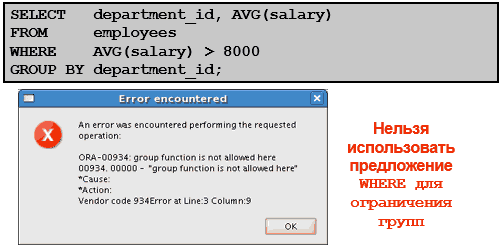 SELECT department_id, AVG(salary)
FROM employees
WHERE AVG(salary) > 8000
GROUP BY department_id;
Error encountered
An error was encountered performing the requested
operation:
ORA-00934: group function is not allowed here
00934. 00000 - "group function is not allowed here"
*Cause:
*Action:
Vendor code 934Error at Line:3 Column:9
OK
Нельзя
использовать
предложение
WHERE для
ограничения
групп